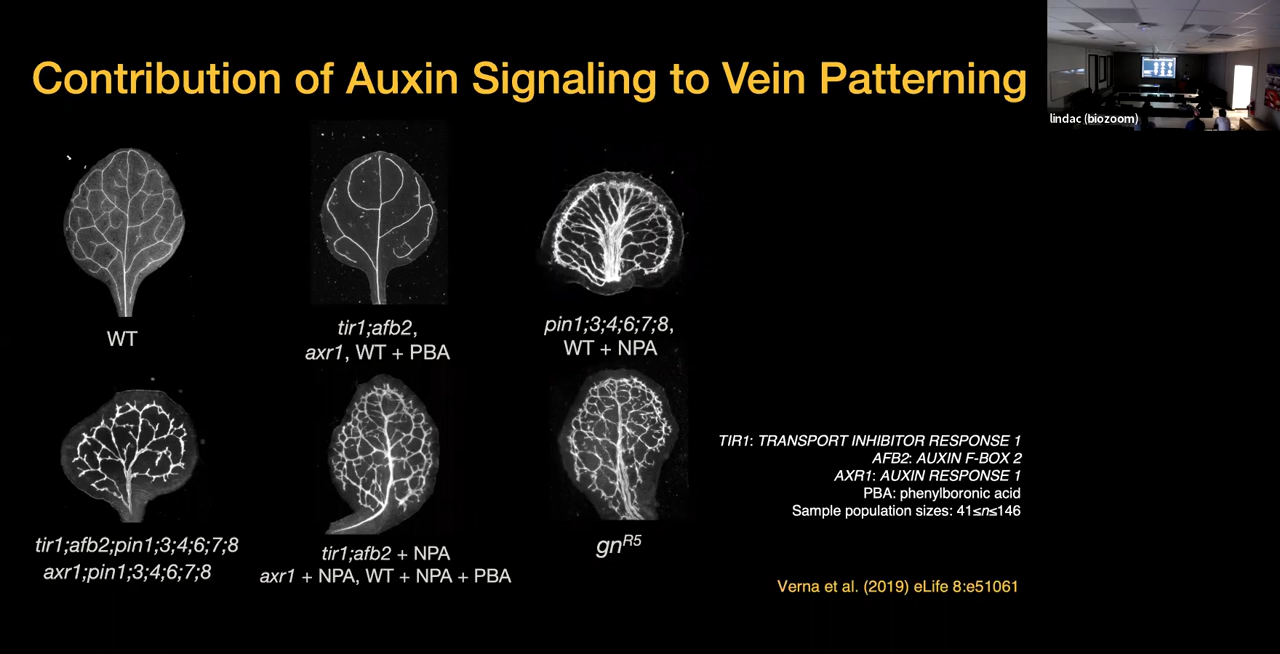 Contribution of Auxin Signaling to Vein Patterning
lindac (biozoom)
WT
tir1;afb2,
axr1, WT + PBA
pin1;3;4;6;7;8,
WT + NPA
tir1;afb2;pin1;3;4;6;7;8
axr1;pin1;3;4;6;7;8
tir1;afb2 + NPA
axr1 + NPA, WT + NPA + PBA
gnR5
TIR1: TRANSPORT INHIBITOR RESPONSE 1
AFB2: AUXIN F-BOX 2
AXR1: AUXIN RESPONSE 1
PBA: phenylboronic acid
Sample population sizes: 41≤n≤146
Verna et al. (2019) eLife 8:e51061